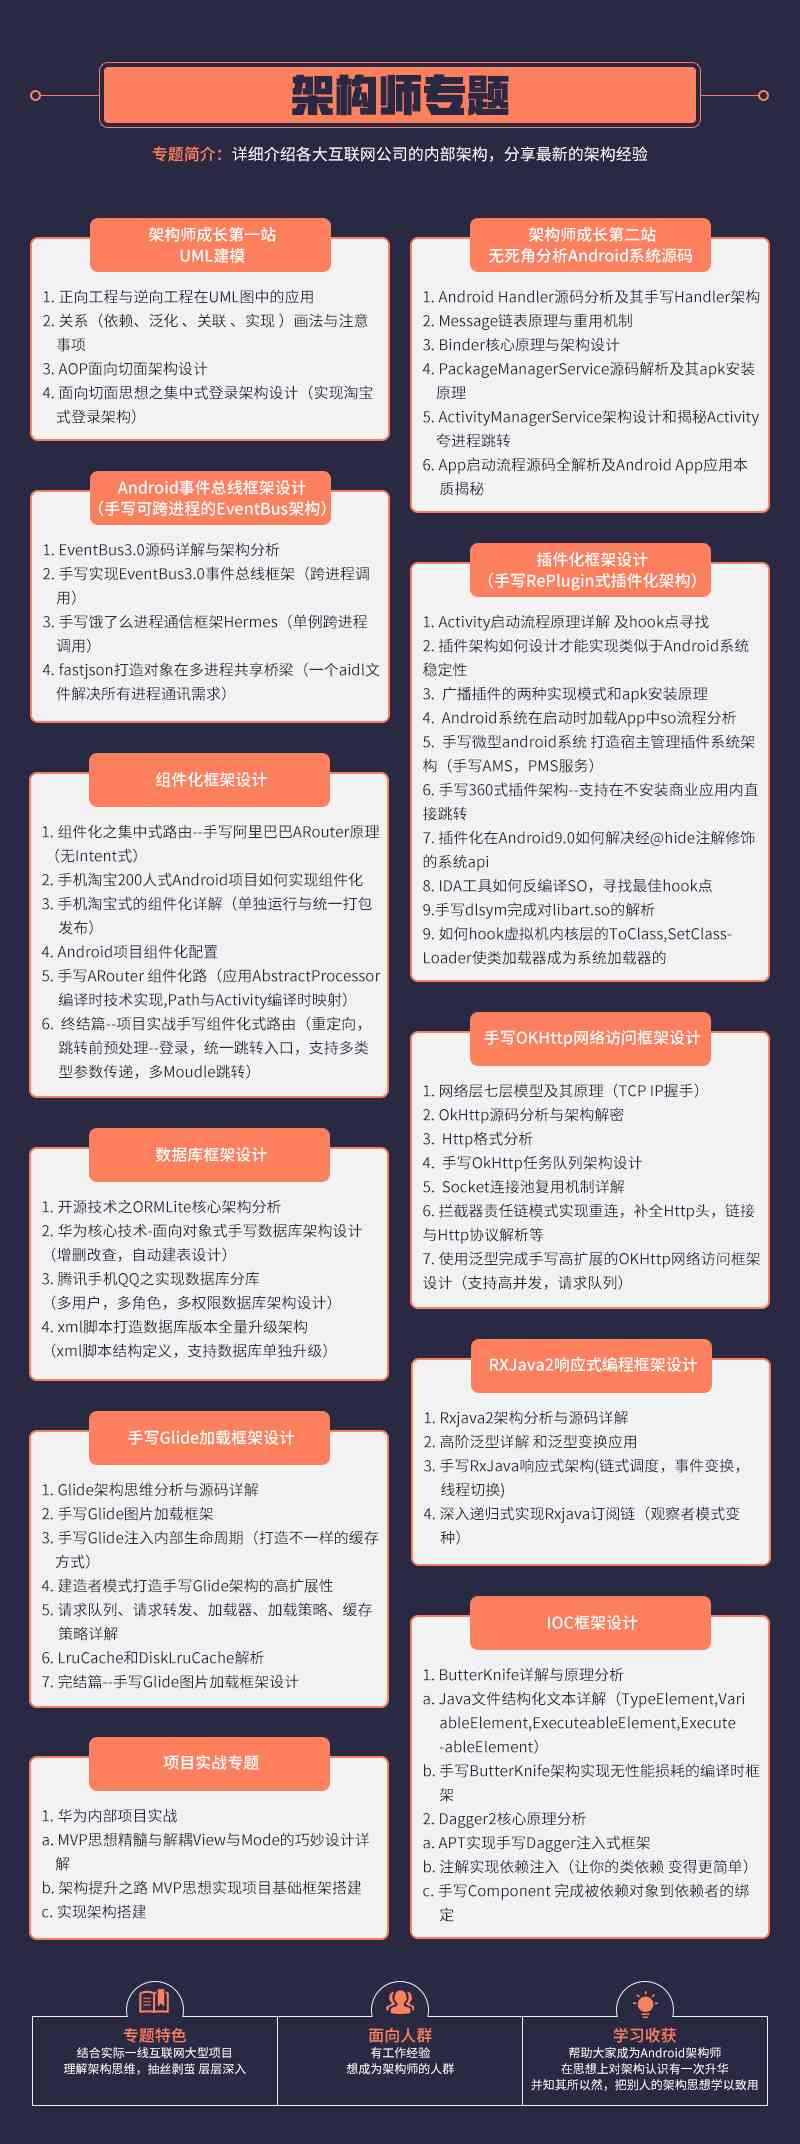 架构师专题
专题简介：详细介绍各大互联网公司的内部架构，分享最新的架构经验
架构师成长第一站
UML建模
1. 正向工程与逆向工程在UML图中的应用
2. 关系（依赖、泛化 、关联 、实现 ）画法与注意
事项
3. AOP面向切面架构设计
4. 面向切面思想之集中式登录架构设计（实现淘宝
式登录架构）
Android事件总线框架设计
（手写可跨进程的EventBus架构）
1. EventBus3.0源码详解与架构分析
2. 手写实现EventBus3.0事件总线框架（跨进程调
用）
3. 手写饿了么进程通信框架Hermes（单例跨进程
调用）
4. fastjson打造对象在多进程共享桥梁（一个aidl文
件解决所有进程通讯需求）
组件化框架设计
1. 组件化之集中式路由--手写阿里巴巴ARouter原理
（无Intent式）
2. 手机淘宝200人式Android项目如何实现组件化
3. 手机淘宝式的组件化详解（单独运行与统一打包
发布）
4. Android项目组件化配置
5. 手写ARouter 组件化路（应用AbstractProcessor
编译时技术实现,Path与Activity编译时映射）
6. 终结篇--项目实战手写组件化式路由（重定向，
跳转前预处理--登录，统一跳转入口，支持多类
型参数传递，多Moudle跳转）
数据库框架设计
1. 开源技术之ORMLite核心架构分析
2. 华为核心技术-面向对象式手写数据库架构设计
（增删改查，自动建表设计）
3. 腾讯手机QQ之实现数据库分库
（多用户，多角色，多权限数据库架构设计）
4. xml脚本打造数据库版本全量升级架构
（xml脚本结构定义，支持数据库单独升级）
手写Glide加载框架设计
1. Glide架构思维分析与源码详解
2. 手写Glide图片加载框架
3. 手写Glide注入内部生命周期（打造不一样的缓存
方式）
4. 建造者模式打造手写Glide架构的高扩展性
5. 请求队列、请求转发、加载器、加载策略、缓存
策略详解
6. LruCache和DiskLruCache解析
7. 完结篇--手写Glide图片加载框架设计
项目实战专题
1. 华为内部项目实战
a. MVP思想精髓与解耦View与Mode的巧妙设计详
解
b. 架构提升之路 MVP思想实现项目基础框架搭建
c. 实现架构搭建
架构师成长第二站
无死角分析Android系统源码
1. Android Handler源码分析及其手写Handler架构
2. Message链表原理与重用机制
3. Binder核心原理与架构设计
4. PackageManagerService源码解析及其apk安装
原理
5. ActivityManagerService架构设计和揭秘Activity
夸进程跳转
6. App启动流程源码全解析及Android App应用本
质揭秘
插件化框架设计
（手写RePlugin式插件化架构）
1. Activity启动流程原理详解 及hook点寻找
2. 插件架构如何设计才能实现类似于Android系统
稳定性
3. 广播插件的两种实现模式和apk安装原理
4. Android系统在启动时加载App中so流程分析
5. 手写微型android系统 打造宿主管理插件系统架
构（手写AMS，PMS服务）
6. 手写360式插件架构--支持在不安装商业应用内直
接跳转
7. 插件化在Android9.0如何解决经@hide注解修饰
的系统api
8. IDA工具如何反编译SO，寻找最佳hook点
9.手写dlsym完成对libart.so的解析
9. 如何hook虚拟机内核层的ToClass,SetClass-
Loader使类加载器成为系统加载器的
手写OKHttp网络访问框架设计
1. 网络层七层模型及其原理（TCP IP握手）
2. OkHttp源码分析与架构解密
3. Http格式分析
4. 手写OkHttp任务队列架构设计
5. Socket连接池复用机制详解
6. 拦截器责任链模式实现重连，补全Http头，链接
与Http协议解析等
7. 使用泛型完成手写高扩展的OKHttp网络访问框架
设计（支持高并发，请求队列）
RXJava2响应式编程框架设计
1. Rxjava2架构分析与源码详解
2. 高阶泛型详解 和泛型变换应用
3. 手写RxJava响应式架构(链式调度，事件变换，
线程切换)
4. 深入递归式实现Rxjava订阅链（观察者模式变
种）
IOC框架设计
1. ButterKnife详解与原理分析
a. Java文件结构化文本详解（TypeElement,Vari
ableElement,ExecuteableElement,Execute
-ableElement）
b. 手写ButterKnife架构实现无性能损耗的编译时框
架
2. Dagger2核心原理分析
a. APT实现手写Dagger注入式框架
b. 注解实现依赖注入（让你的类依赖 变得更简单）
c. 手写Component 完成被依赖对象到依赖者的绑
定
专题特色
结合实际一线互联网大型项目
理解架构思维，抽丝剥茧 层层深入
面向人群
有工作经验
想成为架构师的人群
学习收获
帮助大家成为Android架构师
在思想上对架构认识有一次升华
并知其所以然，把别人的架构思想学以致用